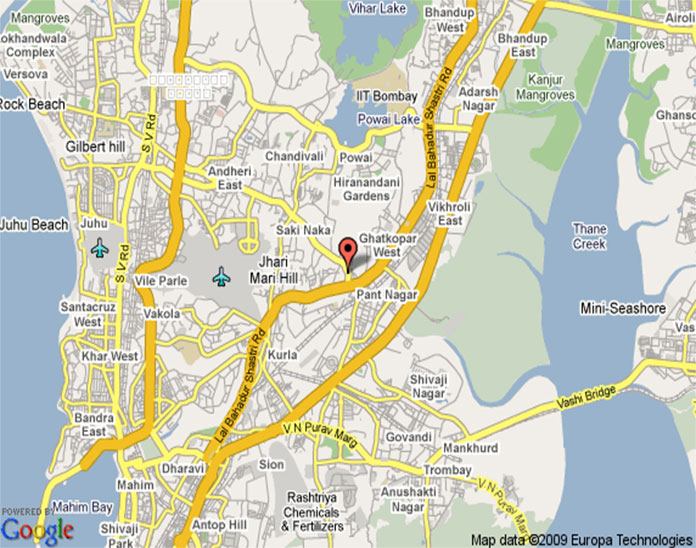 Mangroves
Lokhandwala
Complex
Versova
Rock Beach
Gilbert hill
S V Rd
Andheri
East
Juhu Beach
Juhu
S V Rd
Vile Parle
Santacruz
West
Vakola
Khar West
Bandra
East
Mahim
Mahim Bay
Shivaji
Park
Dharavi
Sion
Antop Hill
Vihar Lake
IIT Bombay
Powai Lake
Chandivali
Powai
Hiranandani
Gardens
Saki Naka
Jhari
Mari Hill
Ghatkopar
West
Pant Nagar
Kurla
Lal Bahadur Shastri Rd
Lal Bahadur Shastri Rd
Bhandup
West
Bhandup
East
Kanjur
Mangroves
Adarsh
Nagar
Vikhroli
East
Airoli
Mangroves
Ghanso
Thane
Creek
Mini-Seashore
Vas
Vashi Bridge
Shivaji
Nagar
Govandi
Mankhurd
Trombay
V.N Purav Marg
V.N Purav Marg
Anushakti
Nagar
Rashtriya
Chemicals
& Fertilizers
POWERED BY
Google
Map data ©2009 Europa Technologies